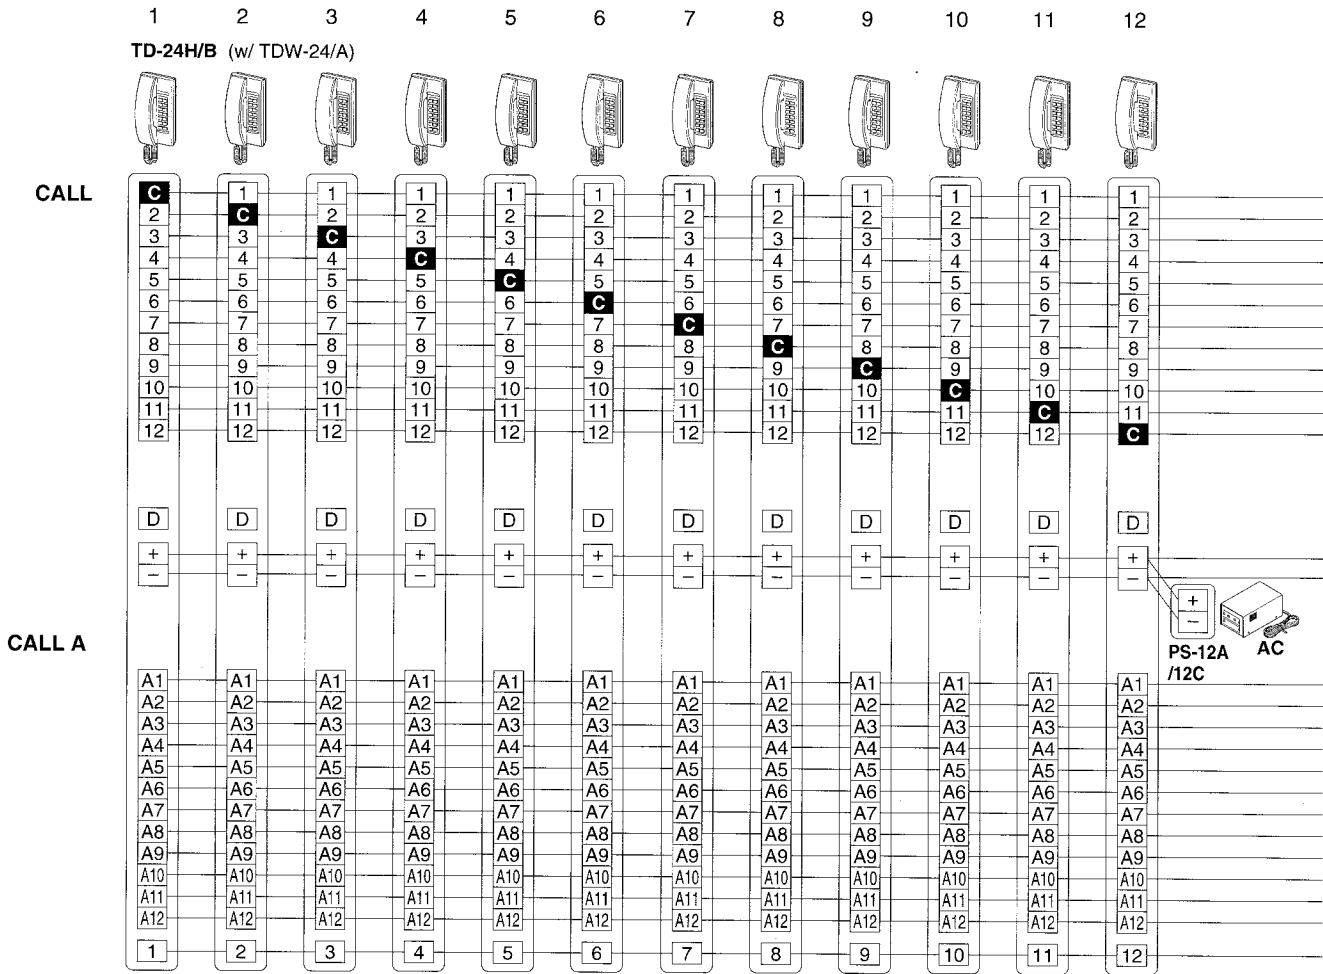 1 2 3 4 5 6 7 8 9 10 11 12
TD-24H/B (w/ TDW-24/A)
CALL C 1 1 1 1 1 1 1 1 1 1 1
2 C 2 2 2 2 2 2 2 2 2 2
3 3 C 3 3 3 3 3 3 3 3 3
4 4 4 C 4 4 4 4 4 4 4 4
5 5 5 5 C 5 5 5 5 5 5 5
6 6 6 6 6 C 6 6 6 6 6 6
7 7 7 7 7 7 C 7 7 7 7 7
8 8 8 8 8 8 8 C 8 8 8 8
9 9 9 9 9 9 9 9 C 9 9 9
10 10 10 10 10 10 10 10 10 C 10 10
11 11 11 11 11 11 11 11 11 11 C 11
12 12 12 12 12 12 12 12 12 12 12 C
D D D D D D D D D D D D
+ + + + + + + + + + + +
− − − − − − − − − − − −
+
−
PS-12A AC
/12C
CALL A
A1 A1 A1 A1 A1 A1 A1 A1 A1 A1 A1 A1
A2 A2 A2 A2 A2 A2 A2 A2 A2 A2 A2 A2
A3 A3 A3 A3 A3 A3 A3 A3 A3 A3 A3 A3
A4 A4 A4 A4 A4 A4 A4 A4 A4 A4 A4 A4
A5 A5 A5 A5 A5 A5 A5 A5 A5 A5 A5 A5
A6 A6 A6 A6 A6 A6 A6 A6 A6 A6 A6 A6
A7 A7 A7 A7 A7 A7 A7 A7 A7 A7 A7 A7
A8 A8 A8 A8 A8 A8 A8 A8 A8 A8 A8 A8
A9 A9 A9 A9 A9 A9 A9 A9 A9 A9 A9 A9
A10 A10 A10 A10 A10 A10 A10 A10 A10 A10 A10 A10
A11 A11 A11 A11 A11 A11 A11 A11 A11 A11 A11 A11
A12 A12 A12 A12 A12 A12 A12 A12 A12 A12 A12 A12
1 2 3 4 5 6 7 8 9 10 11 12